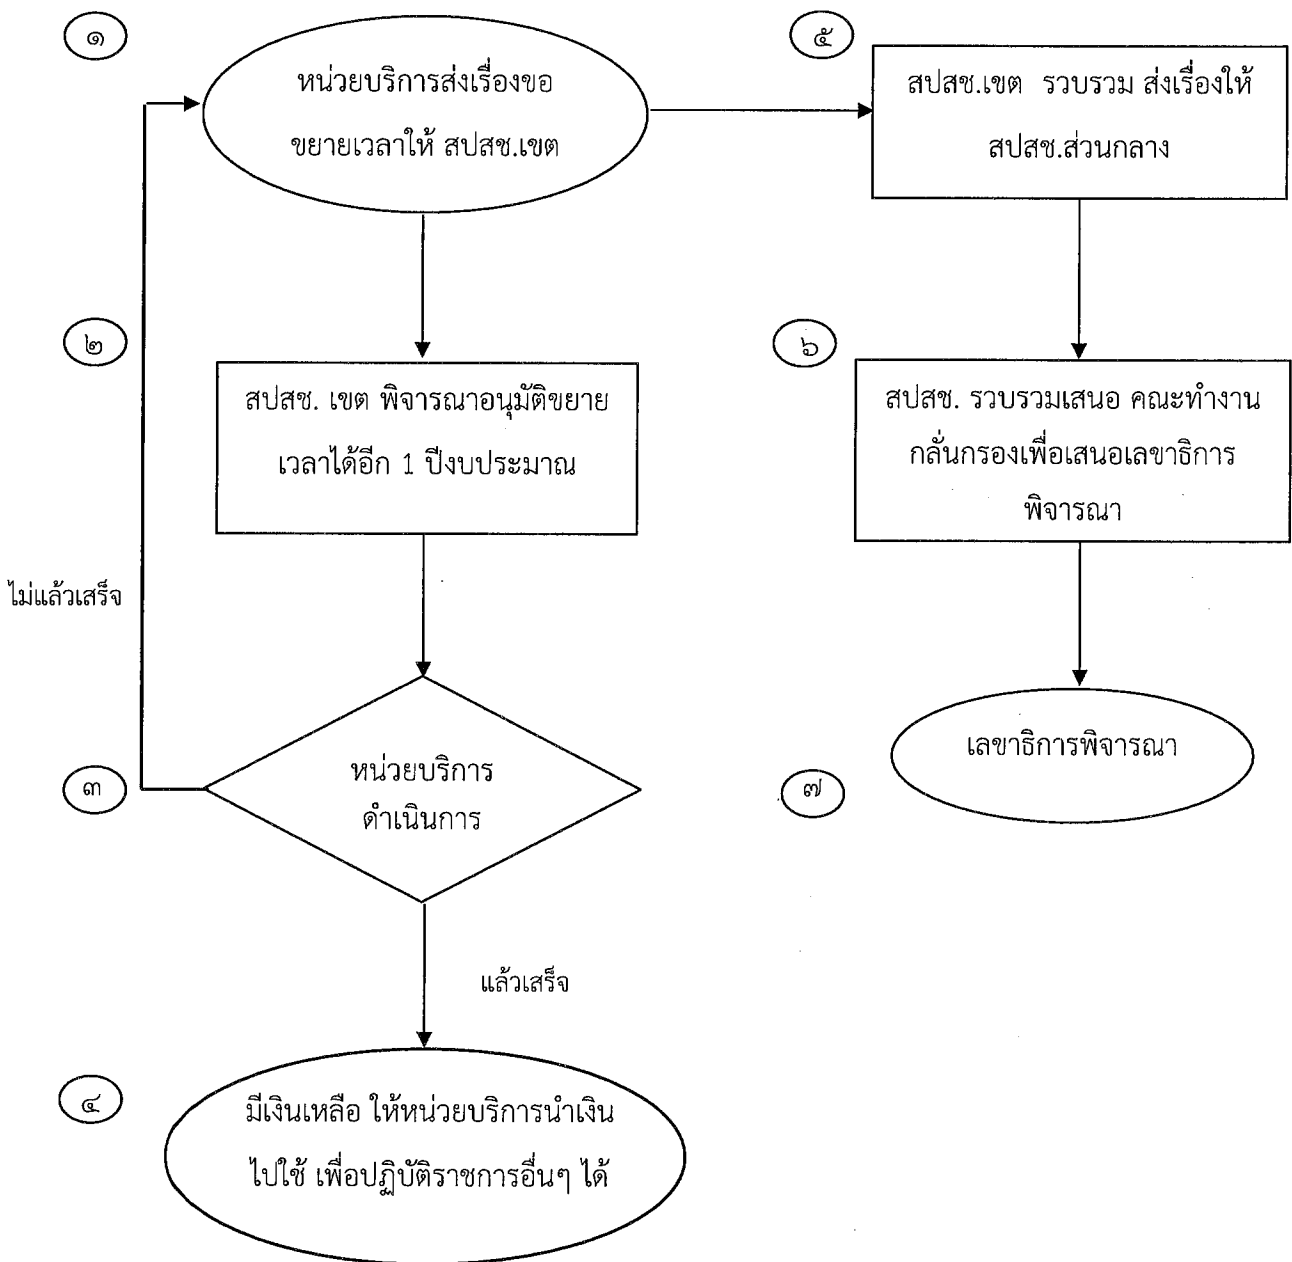 ๑
หน่วยบริการส่งเรื่องขอ
ขยายเวลาให้ สปสช.เขต
๒
สปสช. เขต พิจารณาอนุมัติขยาย
เวลาได้อีก 1 ปีงบประมาณ
ไม่แล้วเสร็จ
๓
หน่วยบริการ
ดำเนินการ
แล้วเสร็จ
๔
มีเงินเหลือ ให้หน่วยบริการนำเงิน
ไปใช้ เพื่อปฏิบัติราชการอื่นๆ ได้
๕
สปสช.เขต รวบรวม ส่งเรื่องให้
สปสช.ส่วนกลาง
๖
สปสช. รวบรวมเสนอ คณะทำงาน
กลั่นกรองเพื่อเสนอเลขาธิการ
พิจารณา
๗
เลขาธิการพิจารณา